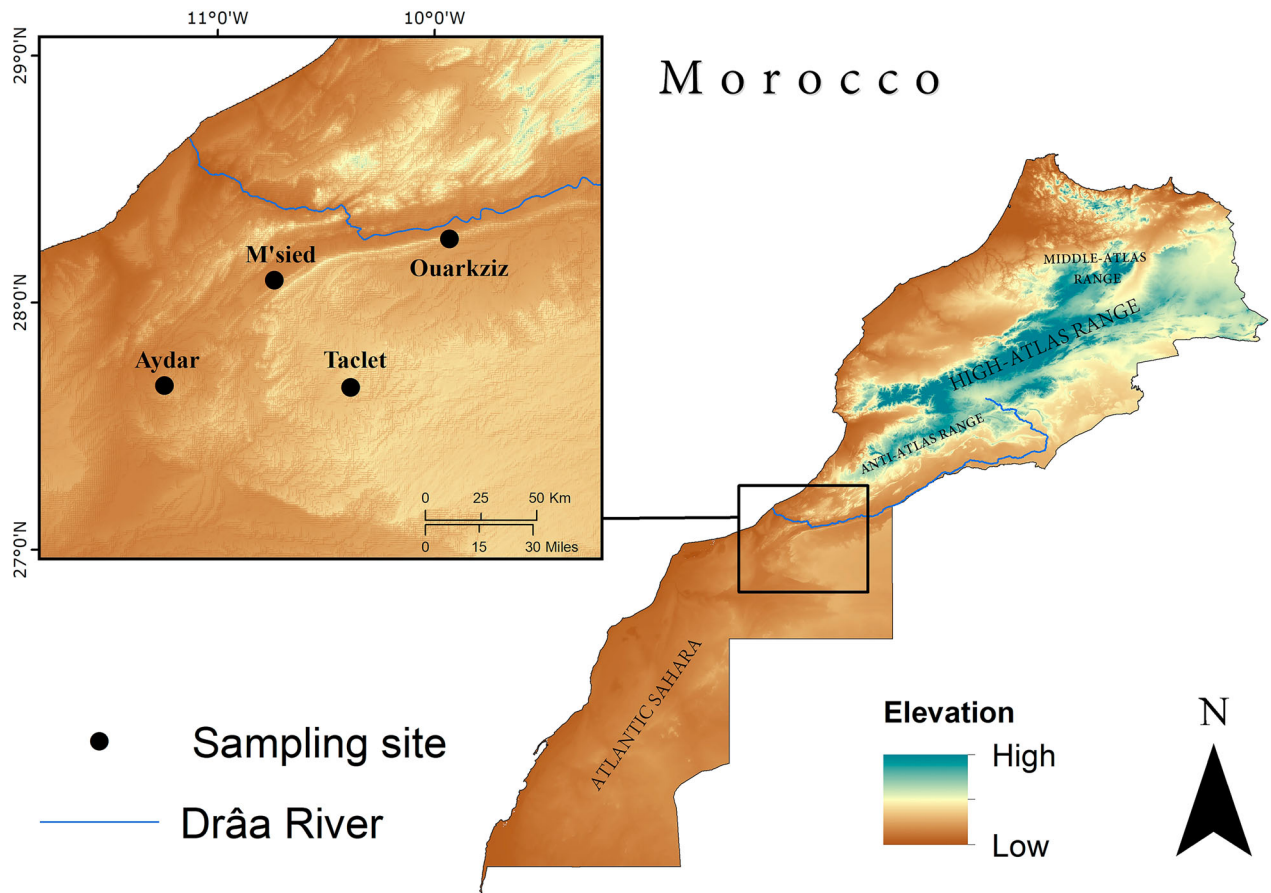 11°0'W
10°0'W
29°0'N
28°0'N
27°0'N
M'sied
Ouarkziz
Aydar
Taclet
0 25 50 Km
0 15 30 Miles
Morocco
MIDDLE-ATLAS
RANGE
HIGH-ATLAS RANGE
ANTI-ATLAS RANGE
ATLANTIC SAHARA
Sampling site
Drâa River
Elevation
High
Low
N